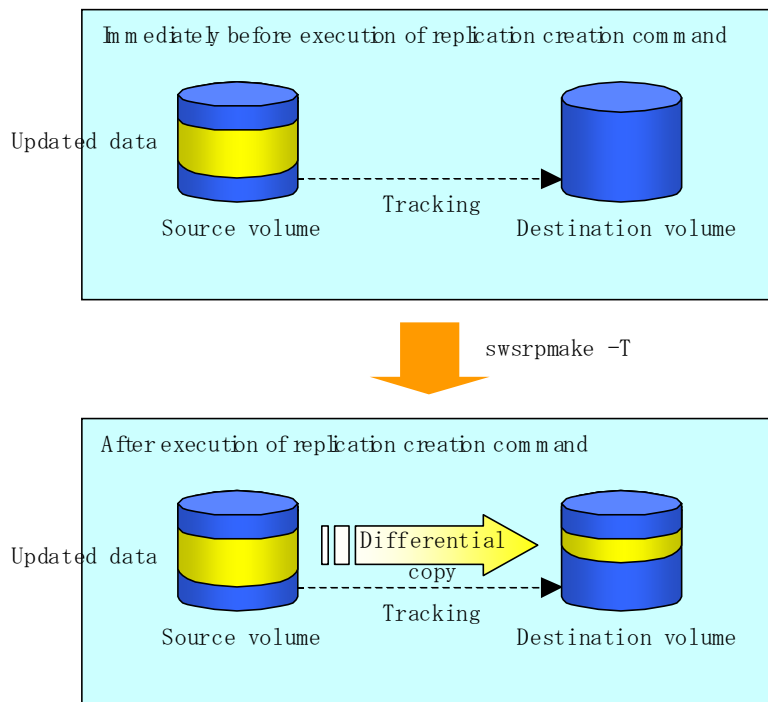 Immediately before execution of replication creation command
Updated data
Tracking
Source volume
Destination volume
swsrpmake -T
After execution of replication creation command
Differential
copy
Updated data
Tracking
Source volume
Destination volume